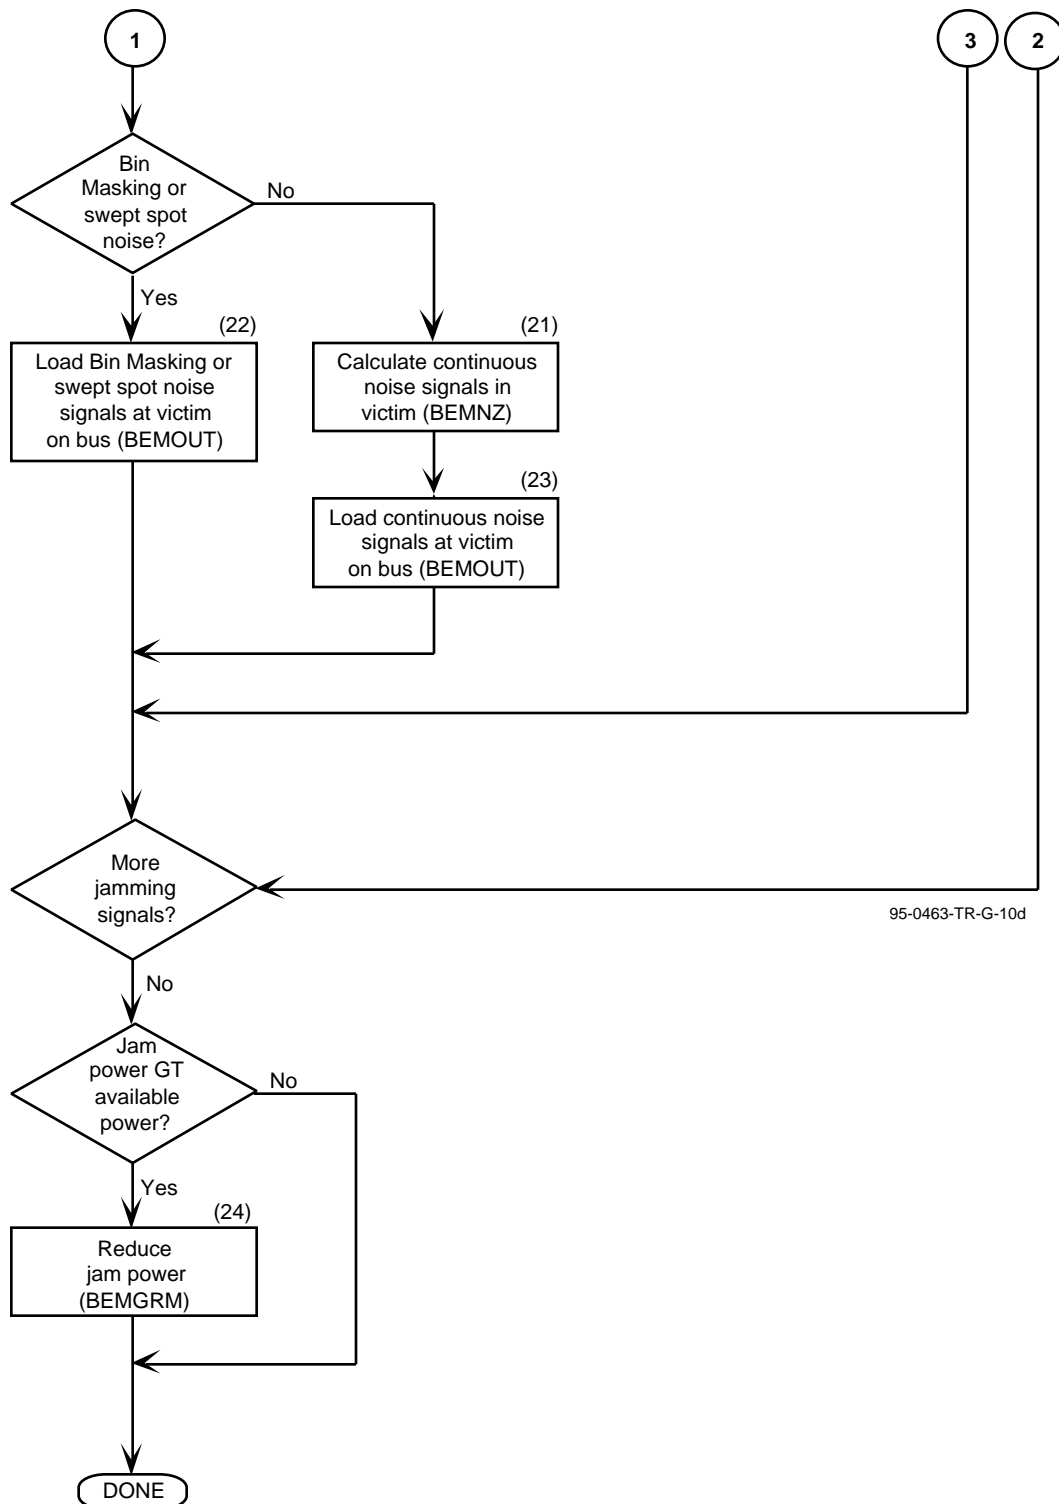 1
3
2
Bin
Masking or
swept spot
noise?
No
Yes
(22)
Load Bin Masking or
swept spot noise
signals at victim
on bus (BEMOUT)
(21)
Calculate continuous
noise signals in
victim (BEMNZ)
(23)
Load continuous noise
signals at victim
on bus (BEMOUT)
More
jamming
signals?
95-0463-TR-G-10d
No
Jam
power GT
available
power?
No
Yes
(24)
Reduce
jam power
(BEMGRM)
DONE